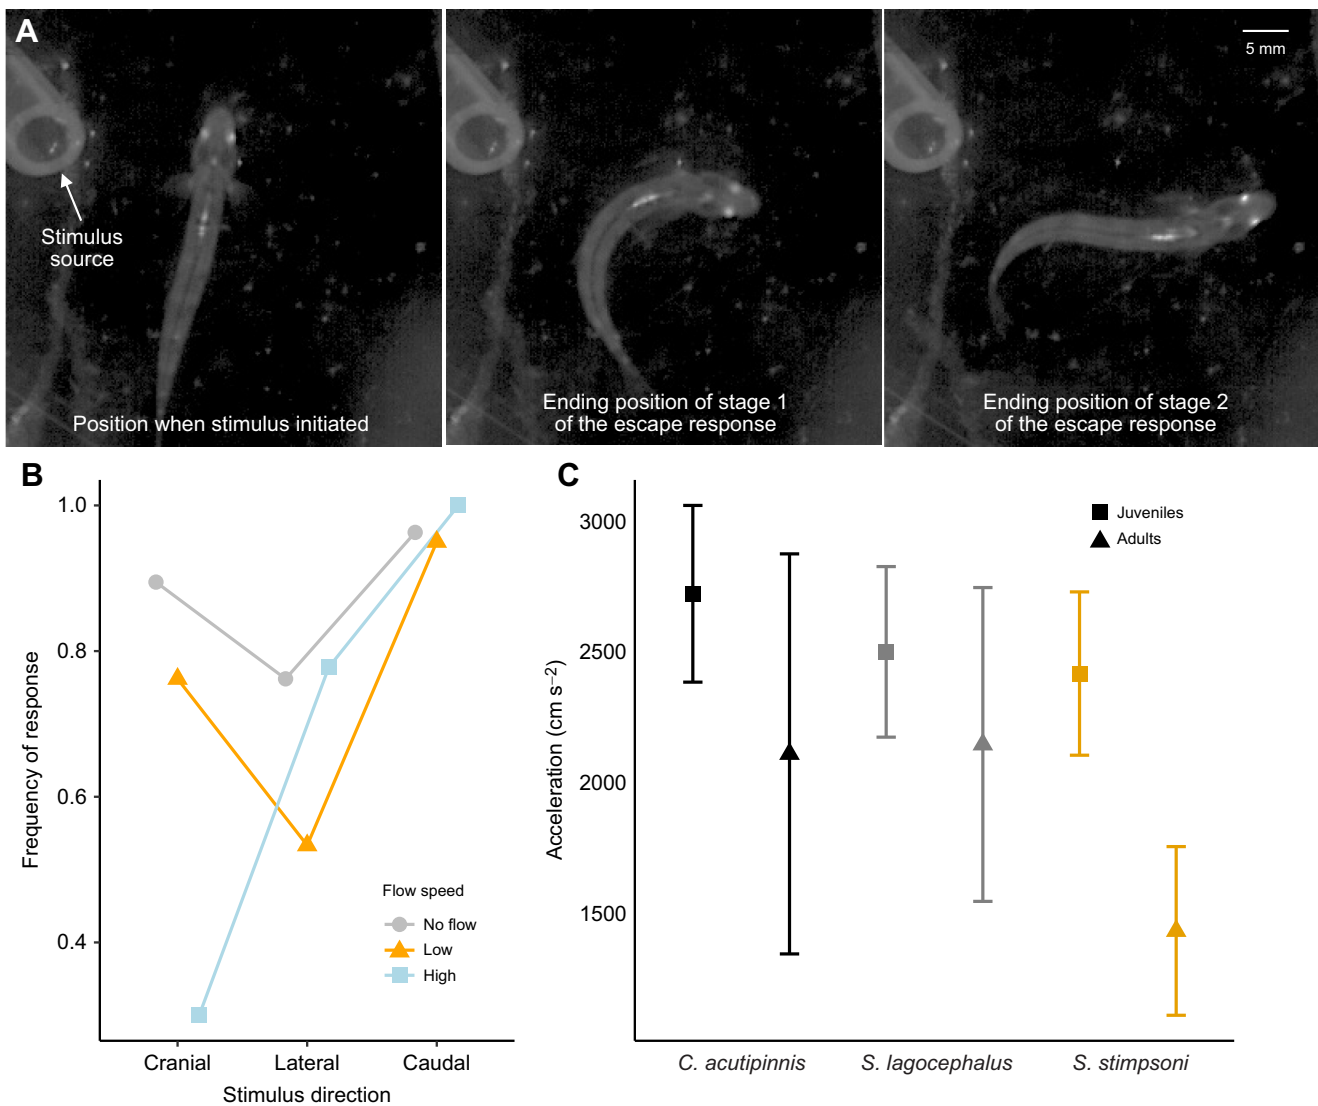 A
5 mm
Stimulus
source
Position when stimulus initiated
Ending position of stage 1
of the escape response
Ending position of stage 2
of the escape response
B
Frequency of response
1.0
0.8
0.6
0.4
Flow speed
No flow
Low
High
Cranial
Lateral
Caudal
Stimulus direction
C
Acceleration (cm s⁻²)
3000
2500
2000
1500
Juveniles
Adults
C. acutipinnis
S. lagocephalus
S. stimpsoni